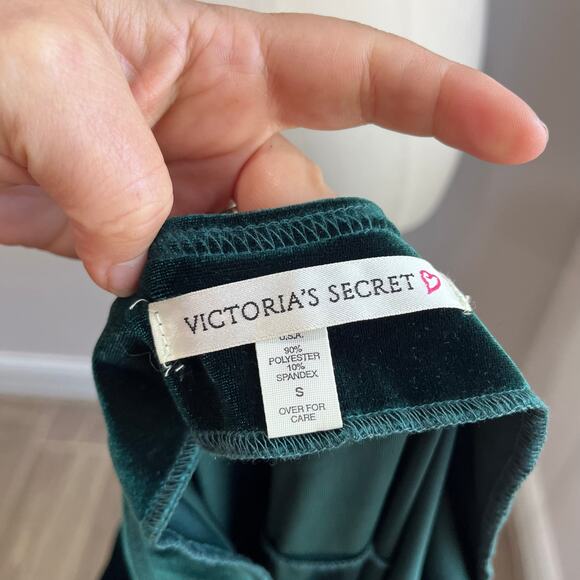 VICTORIA'S SECRET
U.S.A.
90%
POLYESTER
10%
SPANDEX
S
OVER FOR
CARE